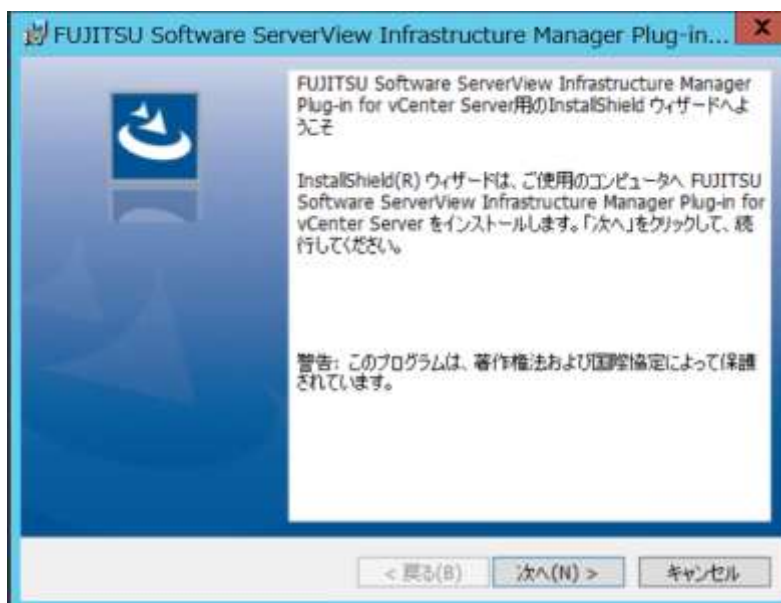 FUJITSU Software ServerView Infrastructure Manager Plug-in...
FUJITSU Software ServerView Infrastructure Manager
Plug-in for vCenter Server用のInstallShield ウィザードへよ
うこそ
InstallShield(R) ウィザードは、ご使用のコンピュータへ FUJITSU
Software ServerView Infrastructure Manager Plug-in for
vCenter Server をインストールします。「次へ」をクリックして、続
行してください。
警告: このプログラムは、著作権法および国際協定によって保護
されています。
< 戻る(B)
次へ(N) >
キャンセル